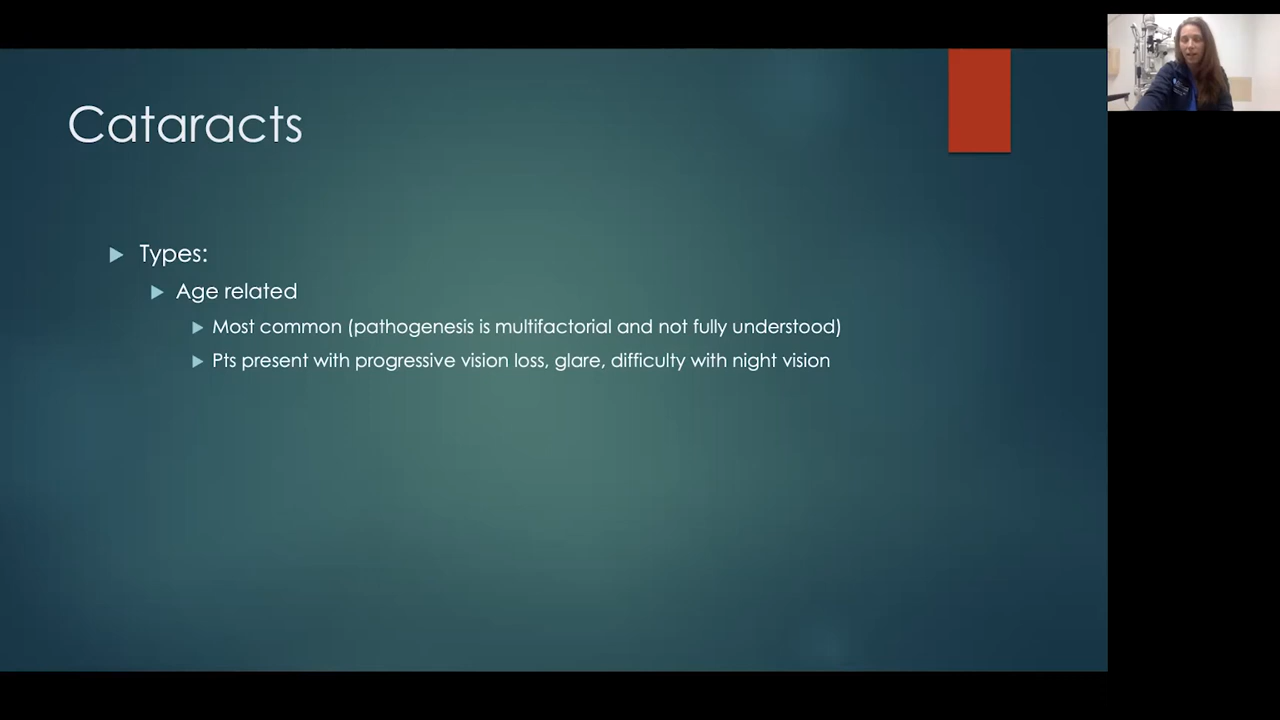 Cataracts
Types:
Age related
Most common (pathogenesis is multifactorial and not fully understood)
Pts present with progressive vision loss, glare, difficulty with night vision